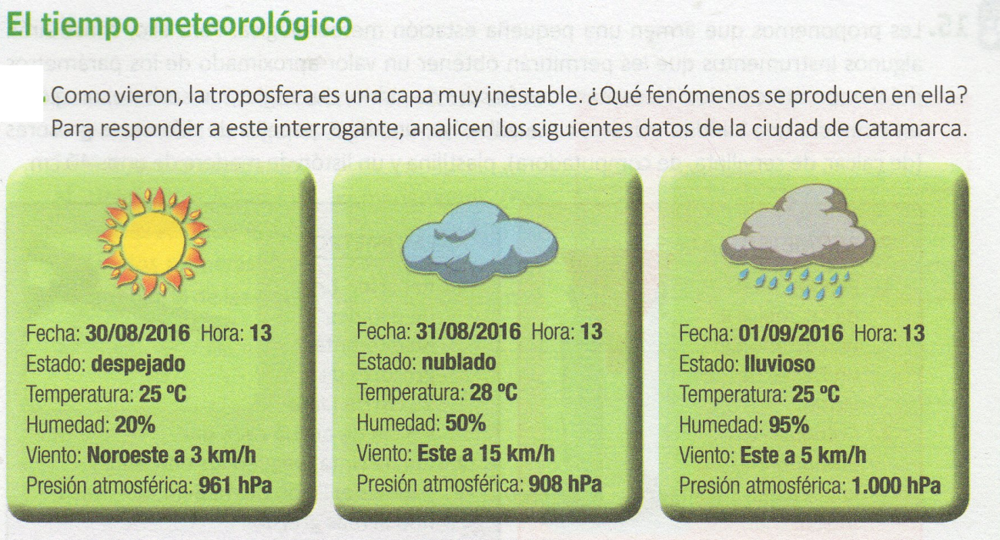 El tiempo meteorológico
Como vieron, la troposfera es una capa muy inestable. ¿Qué fenómenos se producen en ella?
Para responder a este interrogante, analicen los siguientes datos de la ciudad de Catamarca.
Fecha: 30/08/2016 Hora: 13
Estado: despejado
Temperatura: 25 ºC
Humedad: 20%
Viento: Noroeste a 3 km/h
Presión atmosférica: 961 hPa
Fecha: 31/08/2016 Hora: 13
Estado: nublado
Temperatura: 28 ºC
Humedad: 50%
Viento: Este a 15 km/h
Presión atmosférica: 908 hPa
Fecha: 01/09/2016 Hora: 13
Estado: lluvioso
Temperatura: 25 ºC
Humedad: 95%
Viento: Este a 5 km/h
Presión atmosférica: 1.000 hPa